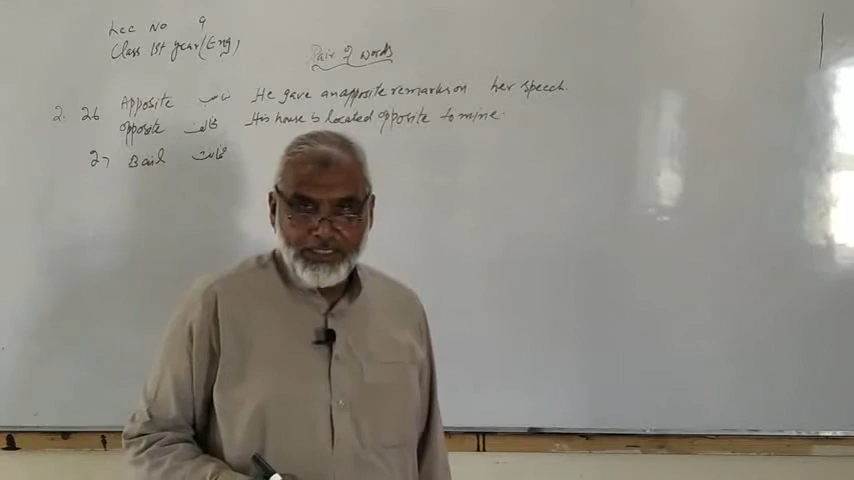 Lec No 9
Class 1st year (Eng)
Pair of words
2. 26 Apposite مناسب He gave an apposite remarks on her speech.
opposite مخالف His house is located opposite to mine.
27 Bail ضمانت